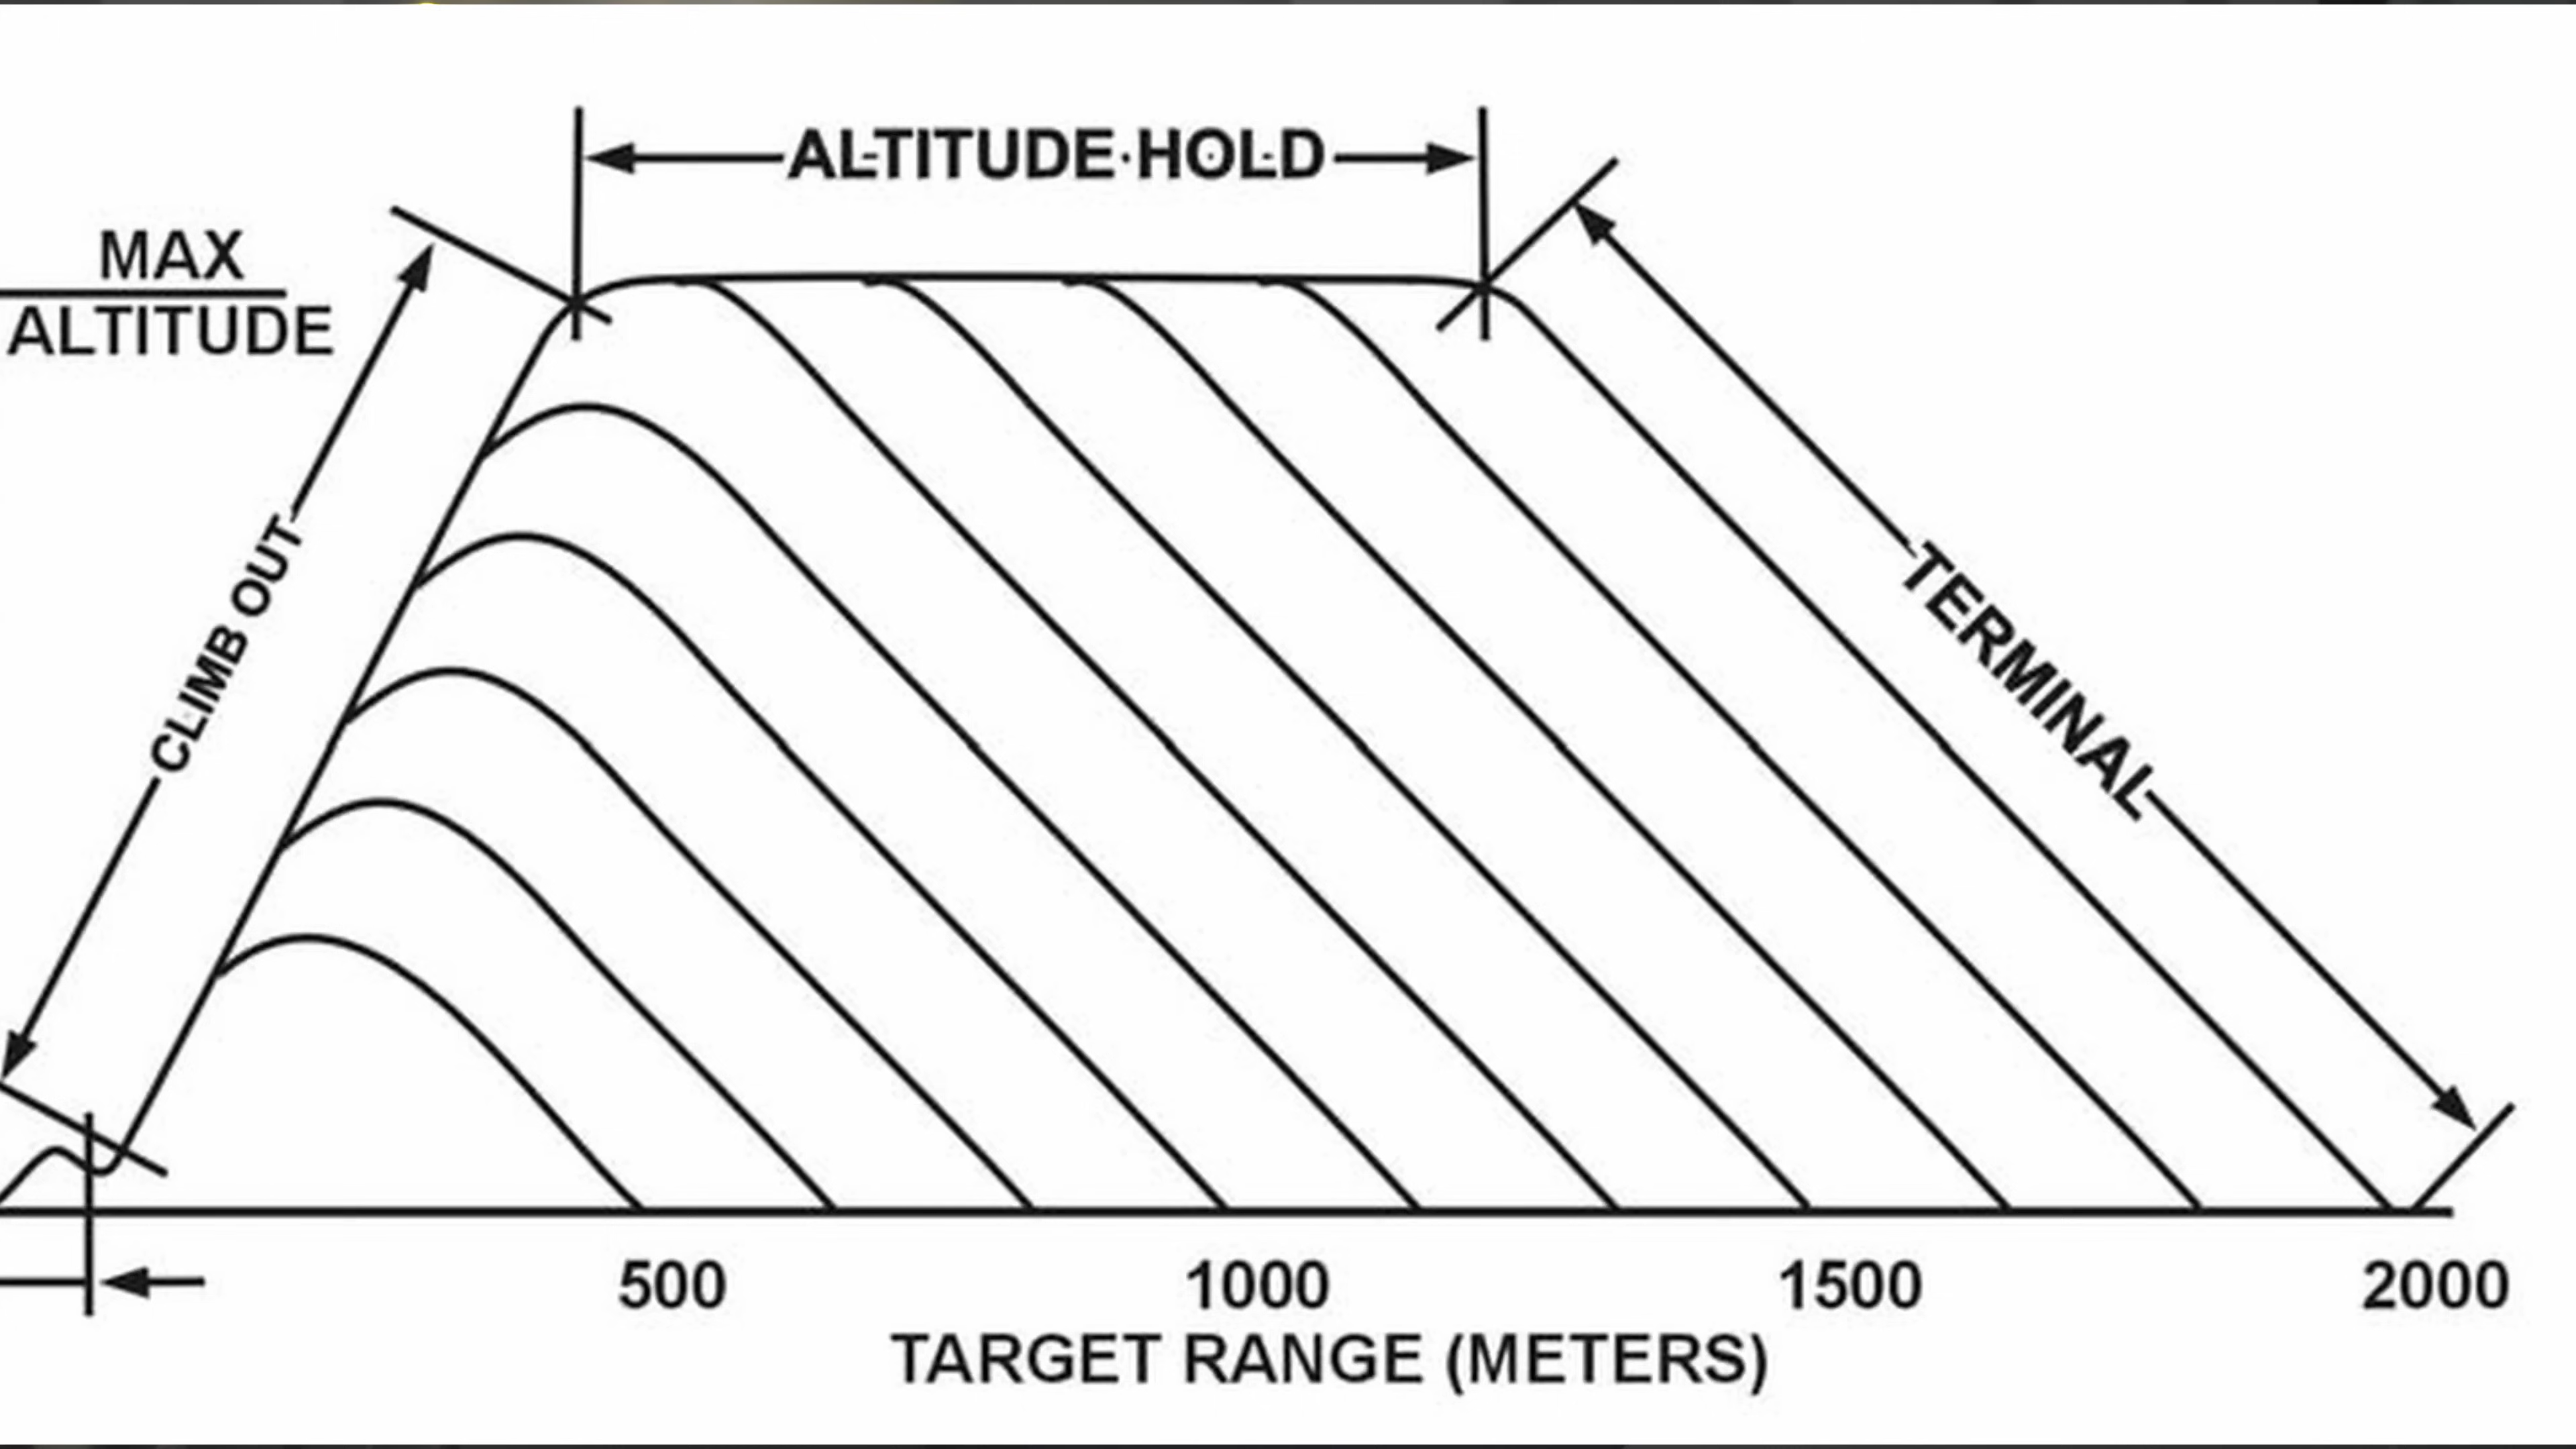 ALTITUDE HOLD
MAX
ALTITUDE
CLIMB OUT
TERMINAL
500 1000 1500 2000
TARGET RANGE (METERS)